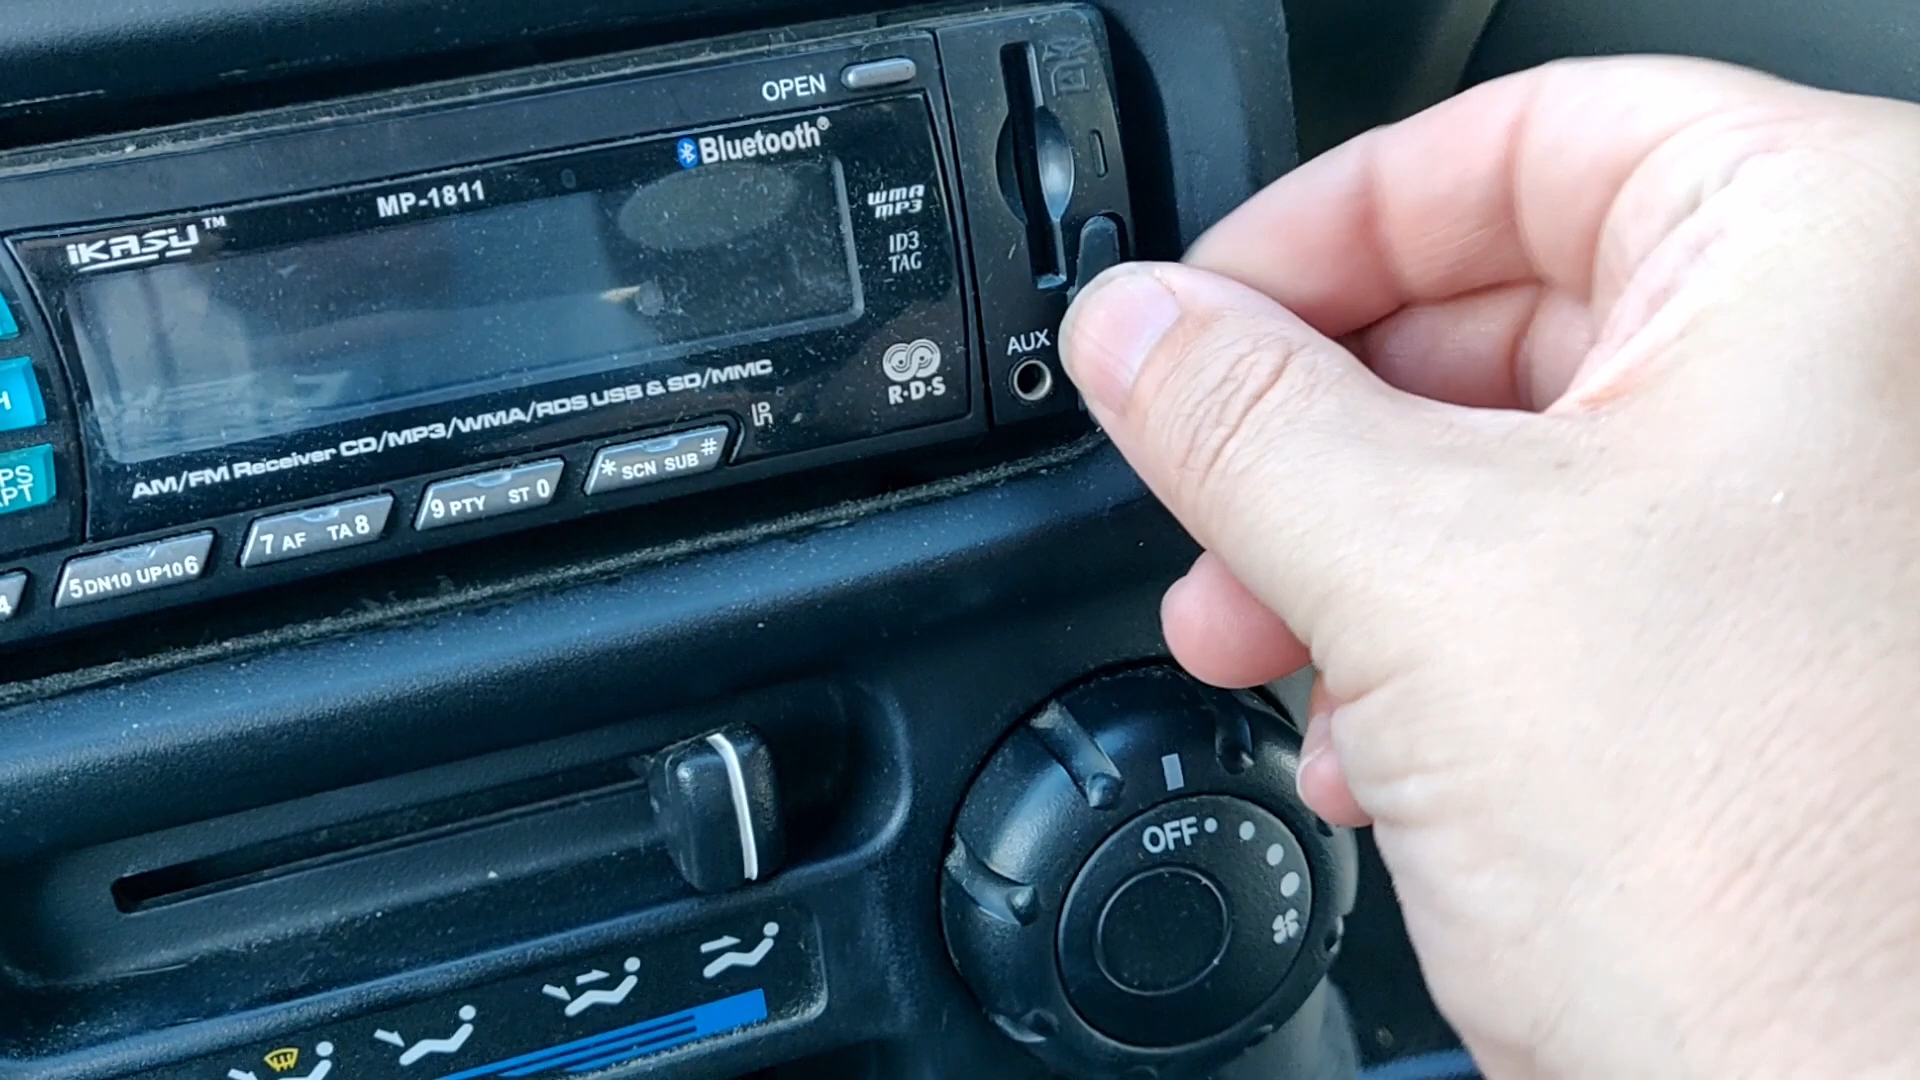 OPEN
Bluetooth®
MP-1811
iKASU™
WMA
MP3
ID3
TAG
AUX
R·D·S
AM/FM Receiver CD/MP3/WMA/RDS USB & SD/MMC
H
PS
PT
4
5 DN10 UP10 6
7 AF TA 8
9 PTY ST 0
* SCN SUB #
OFF